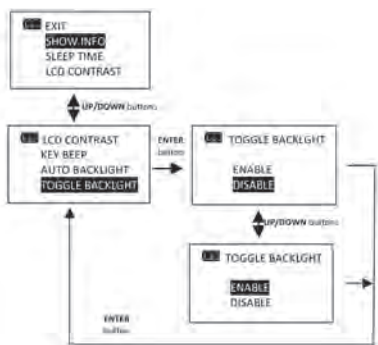 EXIT
SHOW INFO
SLEEP TIME
LCD CONTRAST
UP/DOWN buttons
LCD CONTRAST
KEY BEEP
AUTO BACKLIGHT
TOGGLE BACKLGHT
ENTER
button
TOGGLE BACKLGHT
ENABLE
DISABLE
UP/DOWN buttons
TOGGLE BACKLGHT
ENABLE
DISABLE
ENTER
button